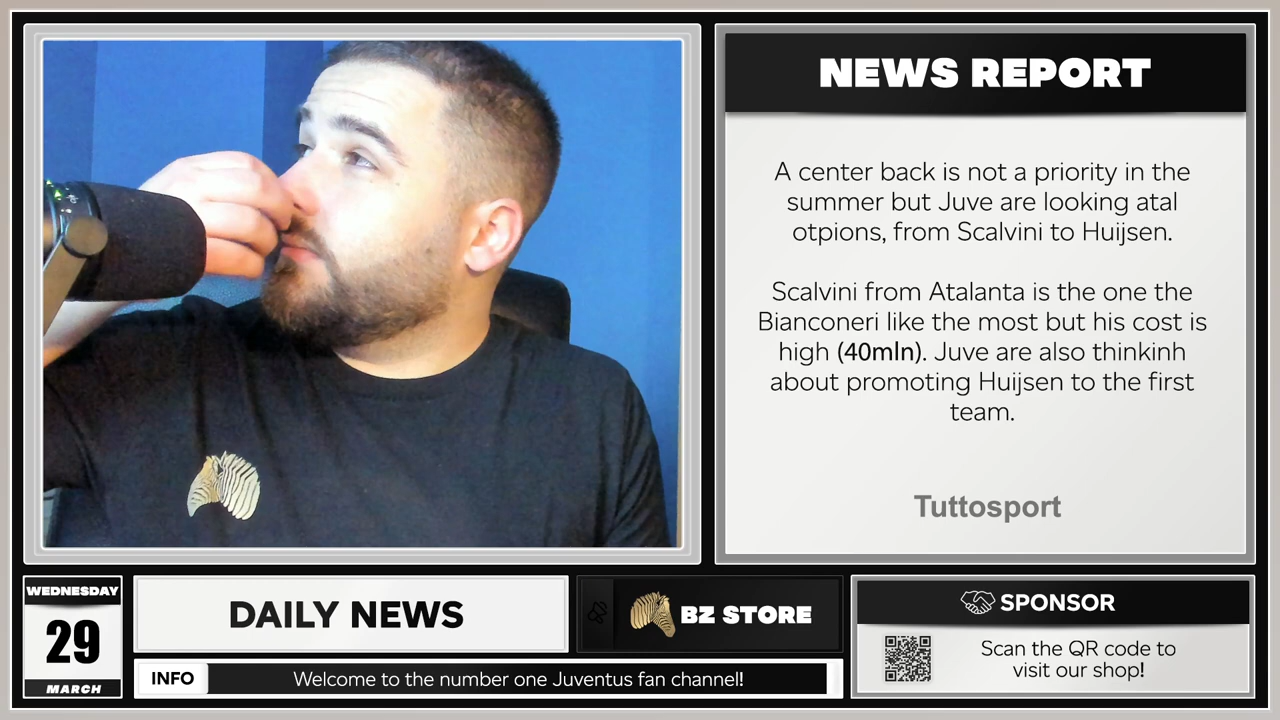 NEWS REPORT
A center back is not a priority in the
summer but Juve are looking atal
otpions, from Scalvini to Huijsen.
Scalvini from Atalanta is the one the
Bianconeri like the most but his cost is
high (40mln). Juve are also thinkinh
about promoting Huijsen to the first
team.
Tuttosport
WEDNESDAY
29
MARCH
DAILY NEWS
BZ STORE
INFO
Welcome to the number one Juventus fan channel!
SPONSOR
Scan the QR code to
visit our shop!